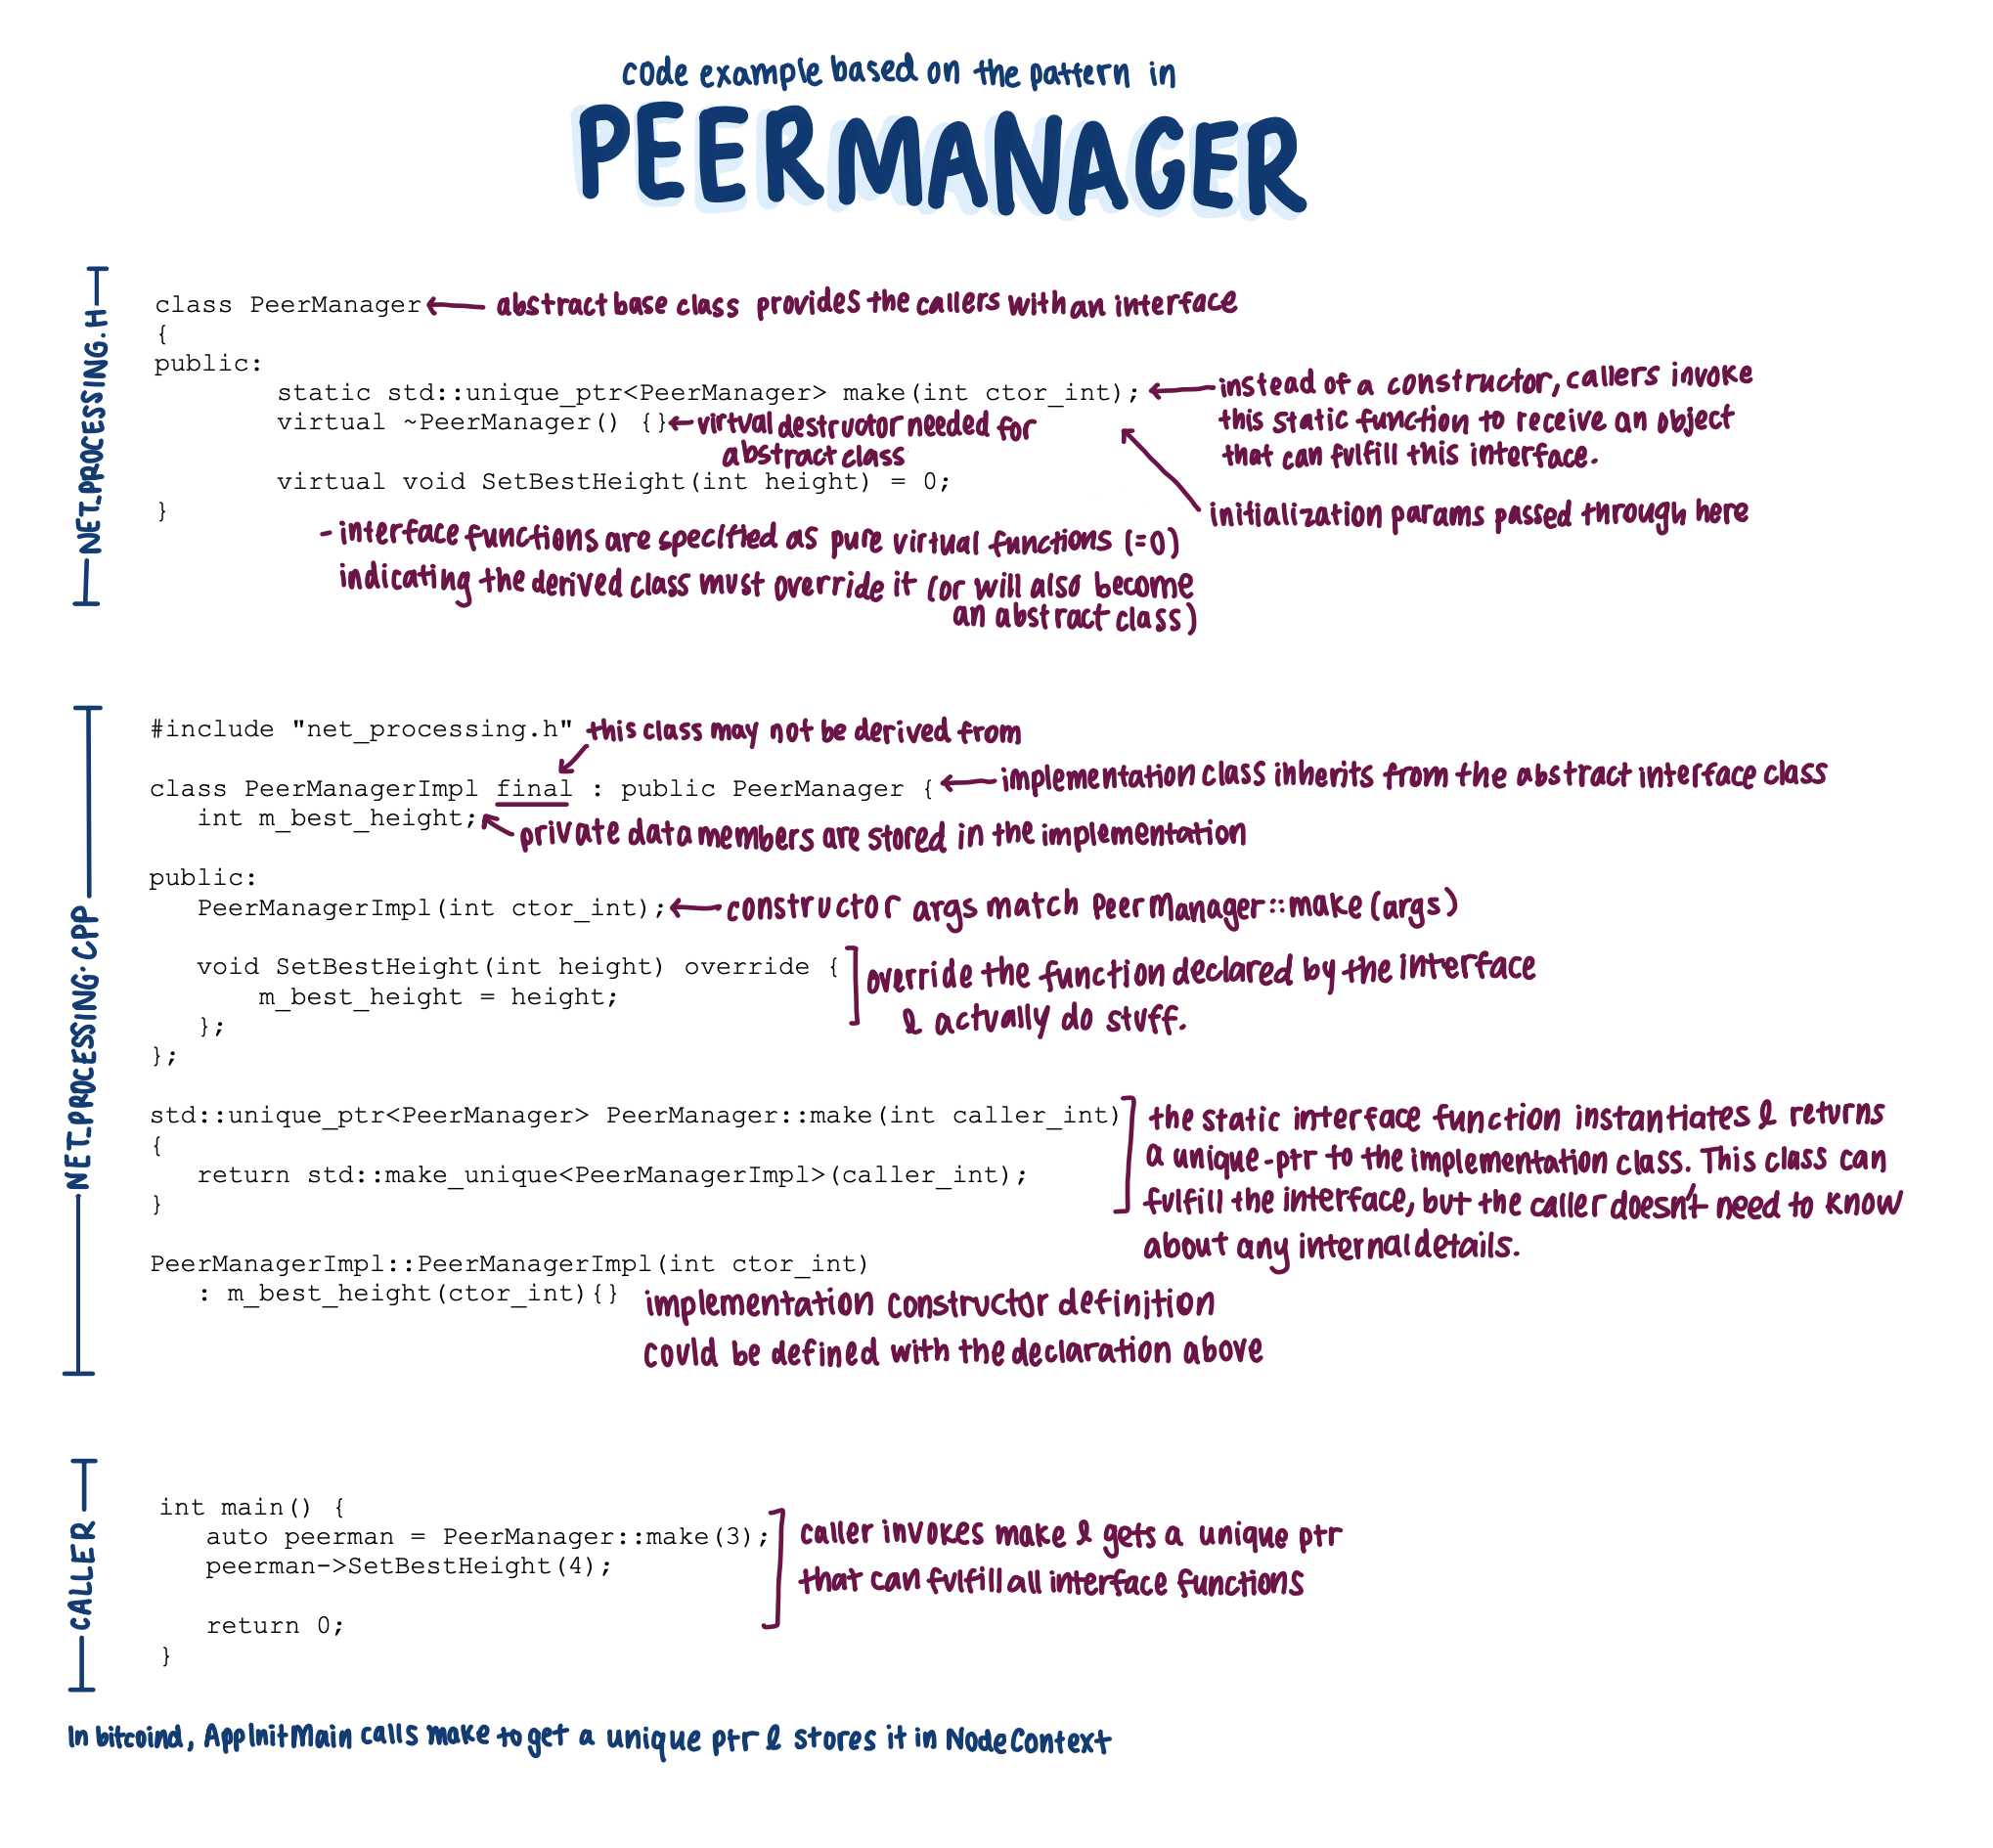 code example based on the pattern in
PEERMANAGER
NET_PROCESSING.H
class PeerManager
abstract base class provides the callers with an interface
{
public:
static std::unique_ptr<PeerManager> make(int ctor_int);
instead of a constructor, callers invoke
this static function to receive an object
that can fulfill this interface.
virtual ~PeerManager() {}
virtual destructor needed for
abstract class
initialization params passed through here
virtual void SetBestHeight(int height) = 0;
}
- interface functions are specified as pure virtual functions (=0)
indicating the derived class must override it (or will also become
an abstract class)
NET_PROCESSING.CPP
#include "net_processing.h"
this class may not be derived from
class PeerManagerImpl final : public PeerManager {
implementation class inherits from the abstract interface class
int m_best_height;
private data members are stored in the implementation
public:
PeerManagerImpl(int ctor_int);
constructor args match PeerManager::make(args)
void SetBestHeight(int height) override {
m_best_height = height;
};
override the function declared by the interface
& actually do stuff.
};
std::unique_ptr<PeerManager> PeerManager::make(int caller_int)
{
return std::make_unique<PeerManagerImpl>(caller_int);
}
the static interface function instantiates & returns
a unique-ptr to the implementation class. This class can
fulfill the interface, but the caller doesn't need to know
about any internal details.
PeerManagerImpl::PeerManagerImpl(int ctor_int)
: m_best_height(ctor_int){}
implementation constructor definition
could be defined with the declaration above
CALLER
int main() {
auto peerman = PeerManager::make(3);
peerman->SetBestHeight(4);
return 0;
}
caller invokes make & gets a unique ptr
that can fulfill all interface functions
In bitcoind, AppInitMain calls make to get a unique ptr & stores it in NodeContext